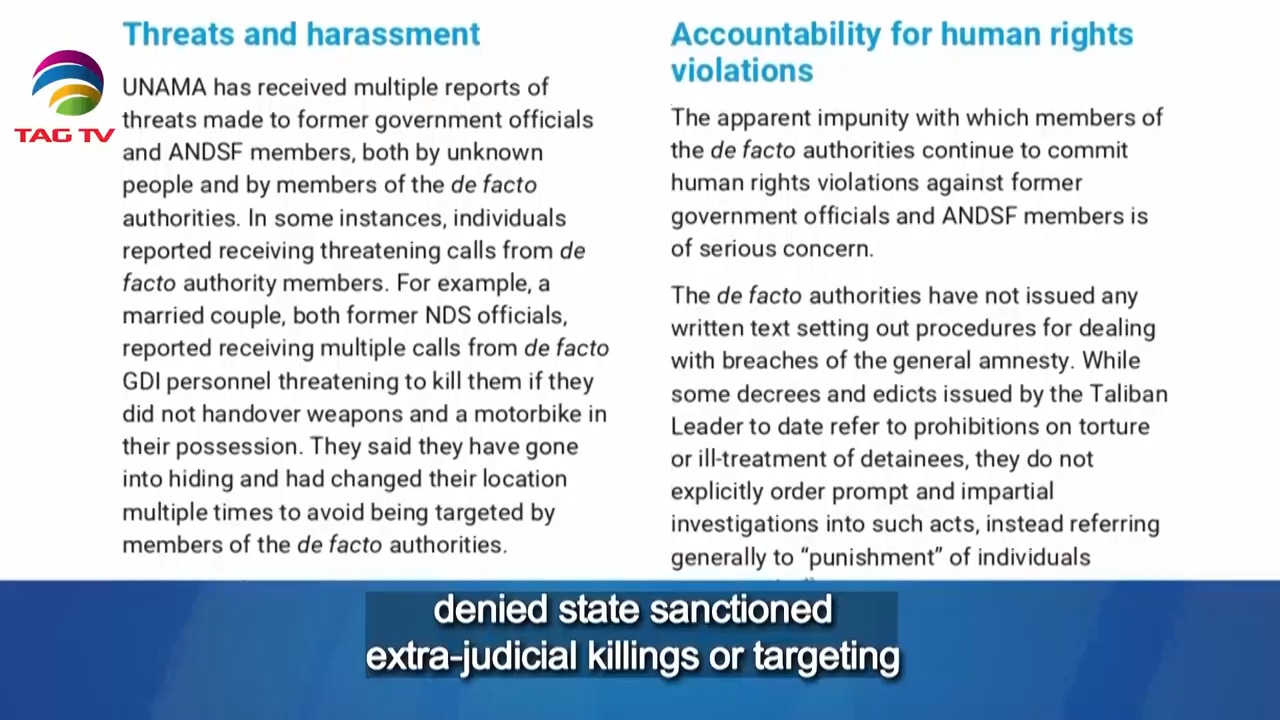 TAG TV
Threats and harassment
UNAMA has received multiple reports of
threats made to former government officials
and ANDSF members, both by unknown
people and by members of the de facto
authorities. In some instances, individuals
reported receiving threatening calls from de
facto authority members. For example, a
married couple, both former NDS officials,
reported receiving multiple calls from de facto
GDI personnel threatening to kill them if they
did not handover weapons and a motorbike in
their possession. They said they have gone
into hiding and had changed their location
multiple times to avoid being targeted by
members of the de facto authorities.
Accountability for human rights
violations
The apparent impunity with which members of
the de facto authorities continue to commit
human rights violations against former
government officials and ANDSF members is
of serious concern.
The de facto authorities have not issued any
written text setting out procedures for dealing
with breaches of the general amnesty. While
some decrees and edicts issued by the Taliban
Leader to date refer to prohibitions on torture
or ill-treatment of detainees, they do not
explicitly order prompt and impartial
investigations into such acts, instead referring
generally to “punishment” of individuals
denied state sanctioned
extra-judicial killings or targeting